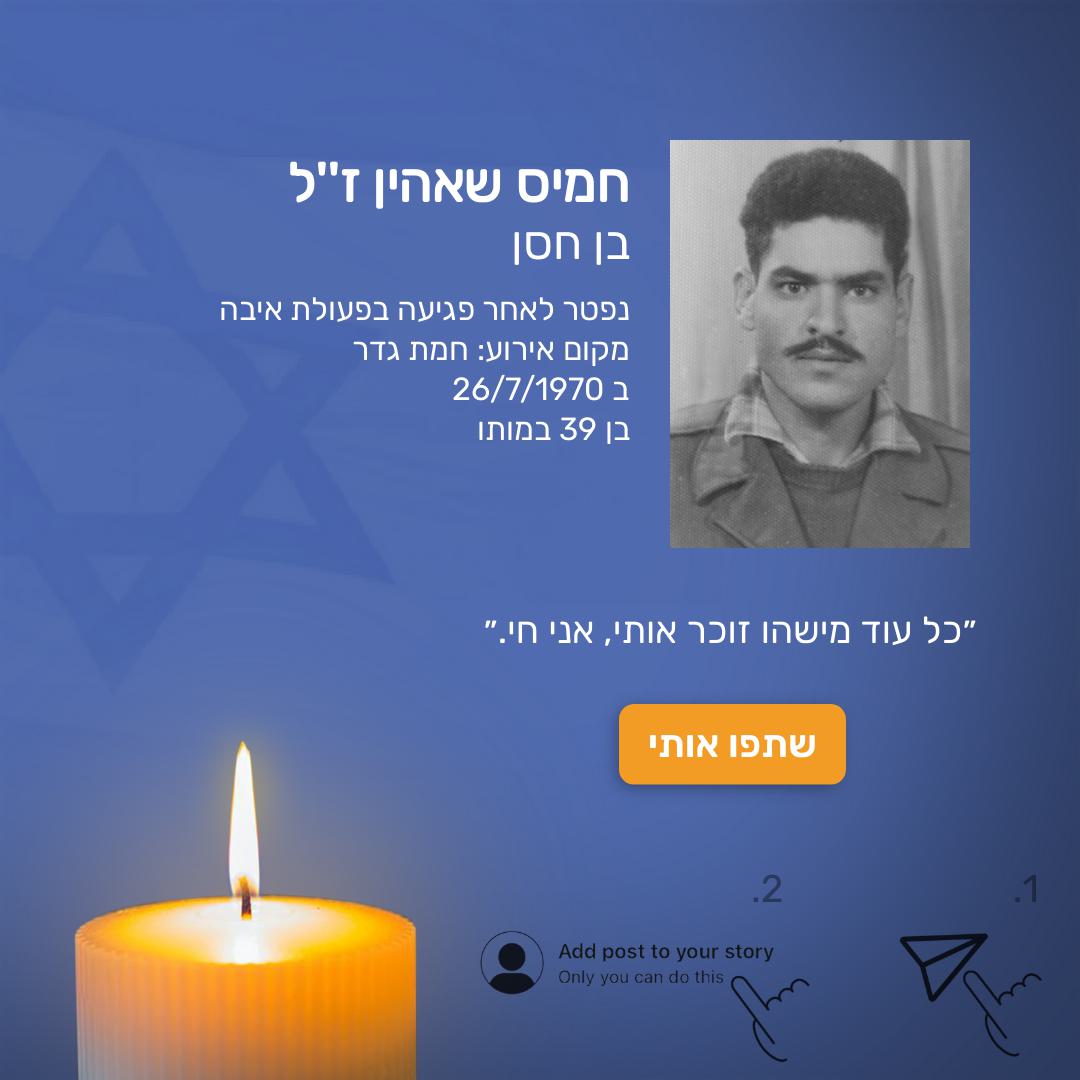 חמיס שאהין ז"ל
בן חסן
נפטר לאחר פגיעה בפעולת איבה
מקום אירוע: חמת גדר
ב 26/7/1970
בן 39 במותו
״כל עוד מישהו זוכר אותי, אני חי.״
שתפו אותי
1.
2.
Add post to your story
Only you can do this